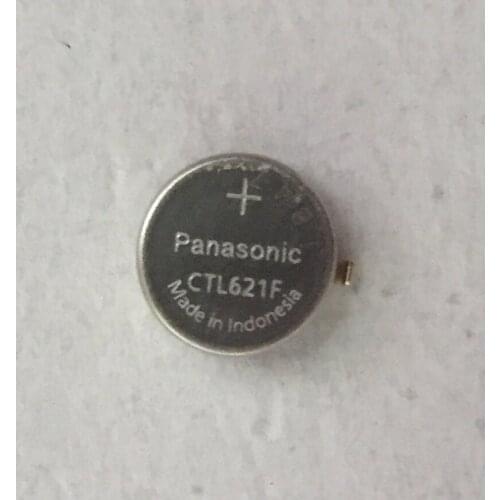 +
Panasonic
CTL621F
Made in Indonesia